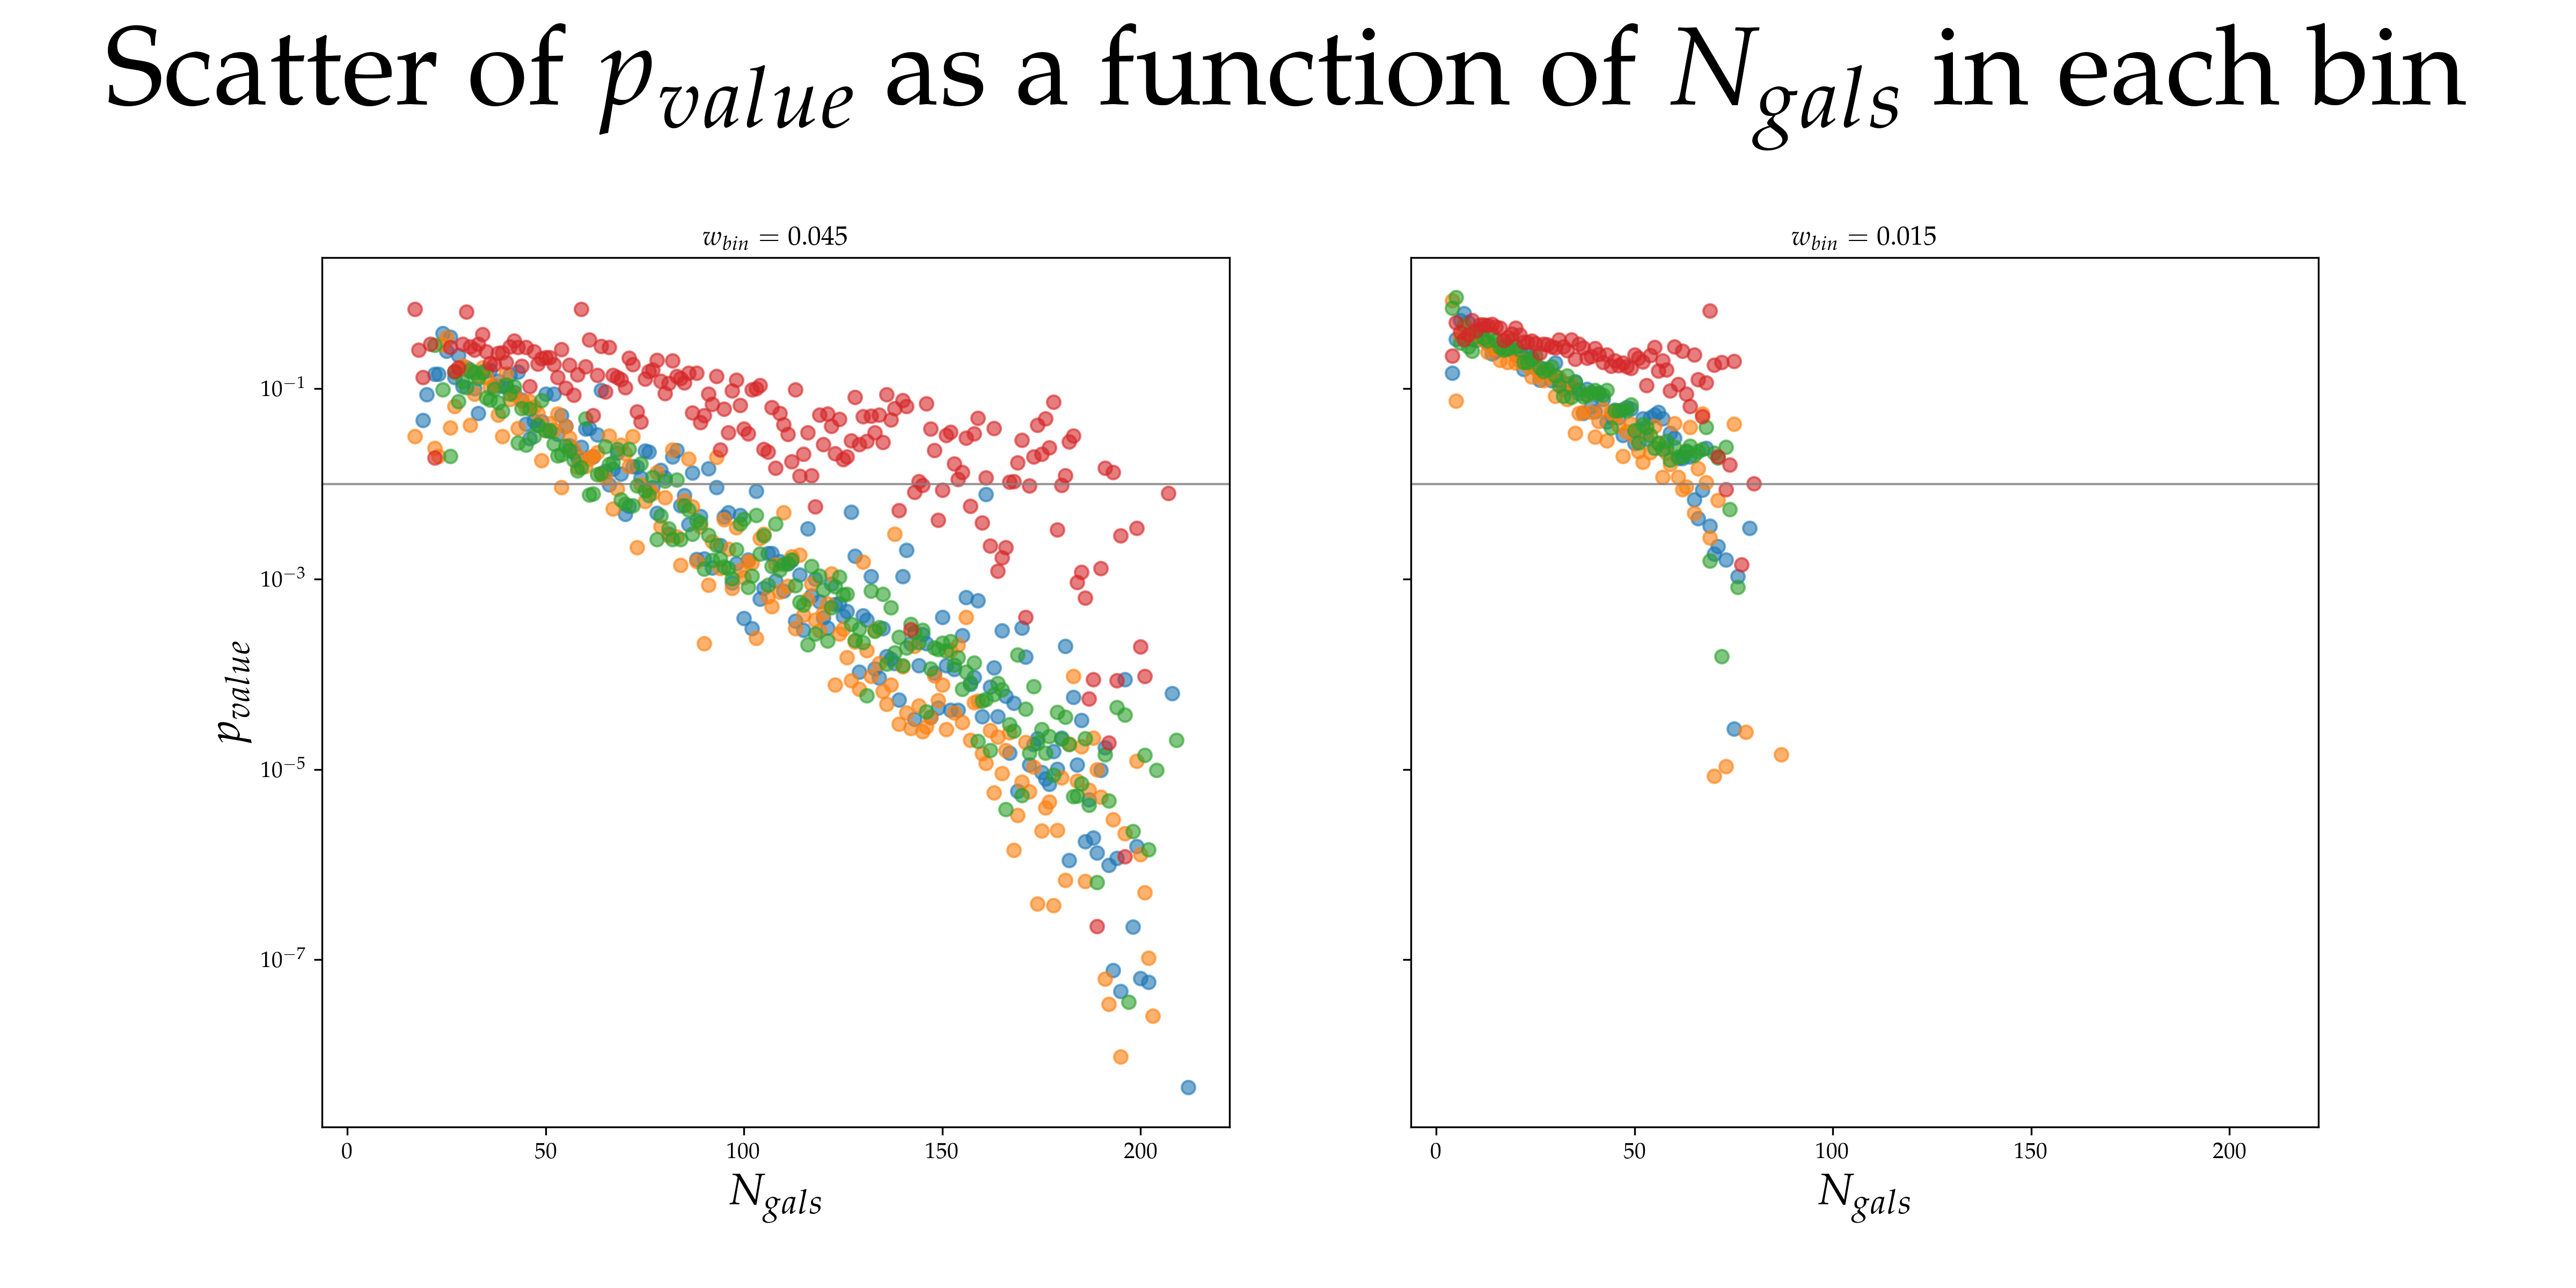 Scatter of p_value as a function of N_gals in each bin
w_bin = 0.045
w_bin = 0.015
10^−1
10^−3
10^−5
10^−7
p_value
0 50 100 150 200
0 50 100 150 200
N_gals
N_gals